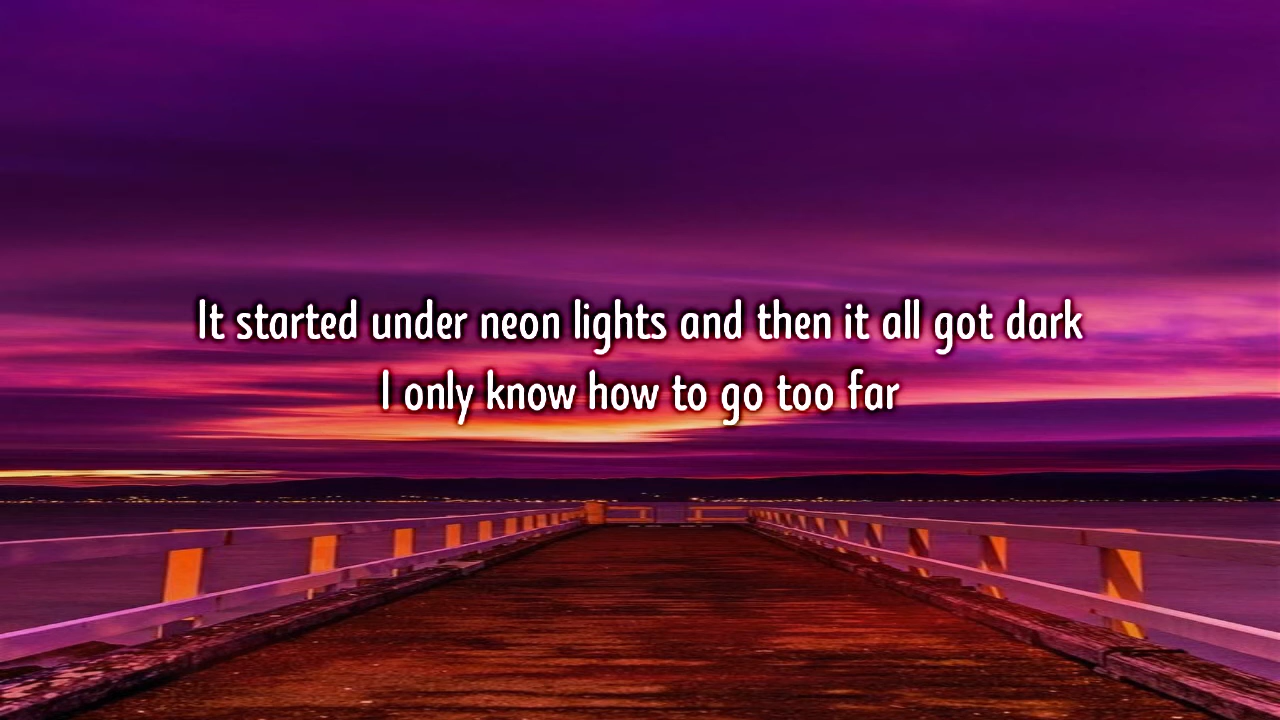 It started under neon lights and then it all got dark
I only know how to go too far